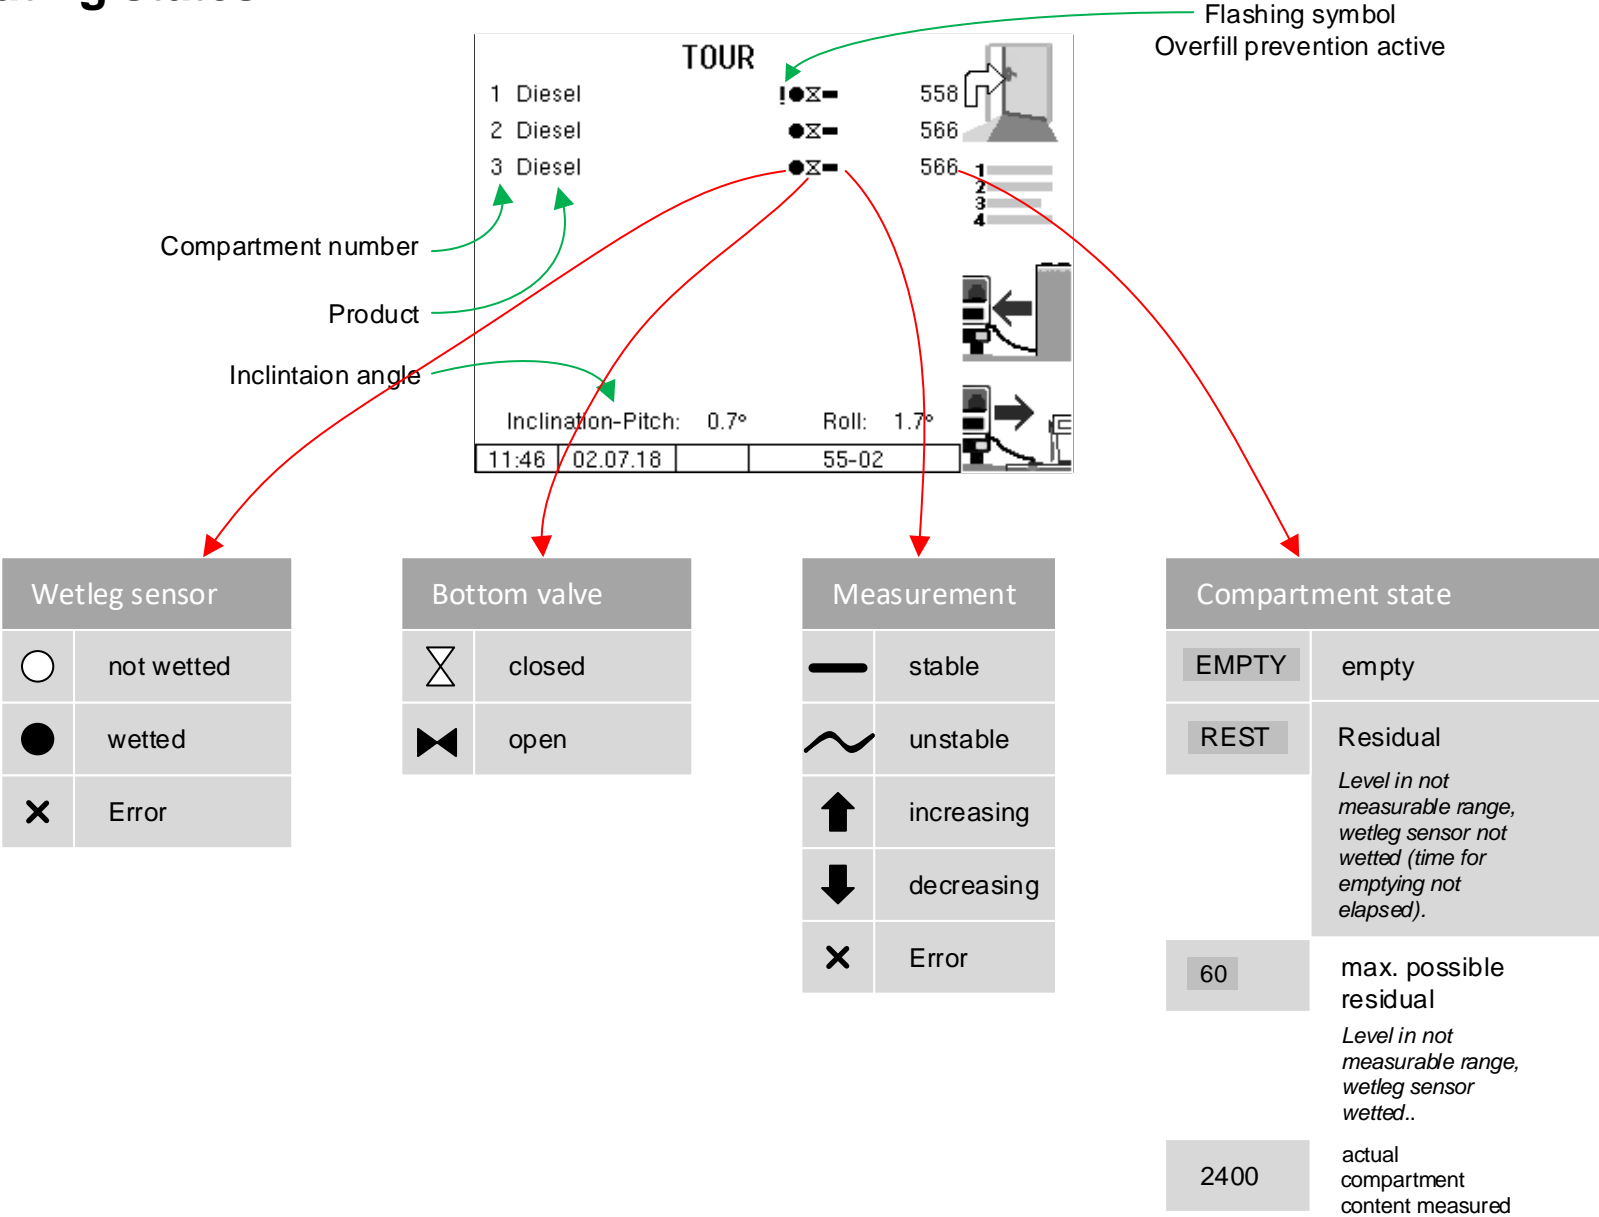 Flashing symbol
Overfill prevention active
TOUR
1 Diesel ! 558
2 Diesel 566
3 Diesel 566
1
2
3
4
Compartment number
Product
Inclintaion angle
Inclination-Pitch: 0.7° Roll: 1.7°
11:46 02.07.18 55-02
Wetleg sensor
not wetted
wetted
Error
Bottom valve
closed
open
Measurement
stable
unstable
increasing
decreasing
Error
Compartment state
EMPTY empty
REST Residual
Level in not
measurable range,
wetleg sensor not
wetted (time for
emptying not
elapsed).
60 max. possible
residual
Level in not
measurable range,
wetleg sensor
wetted..
2400 actual
compartment
content measured